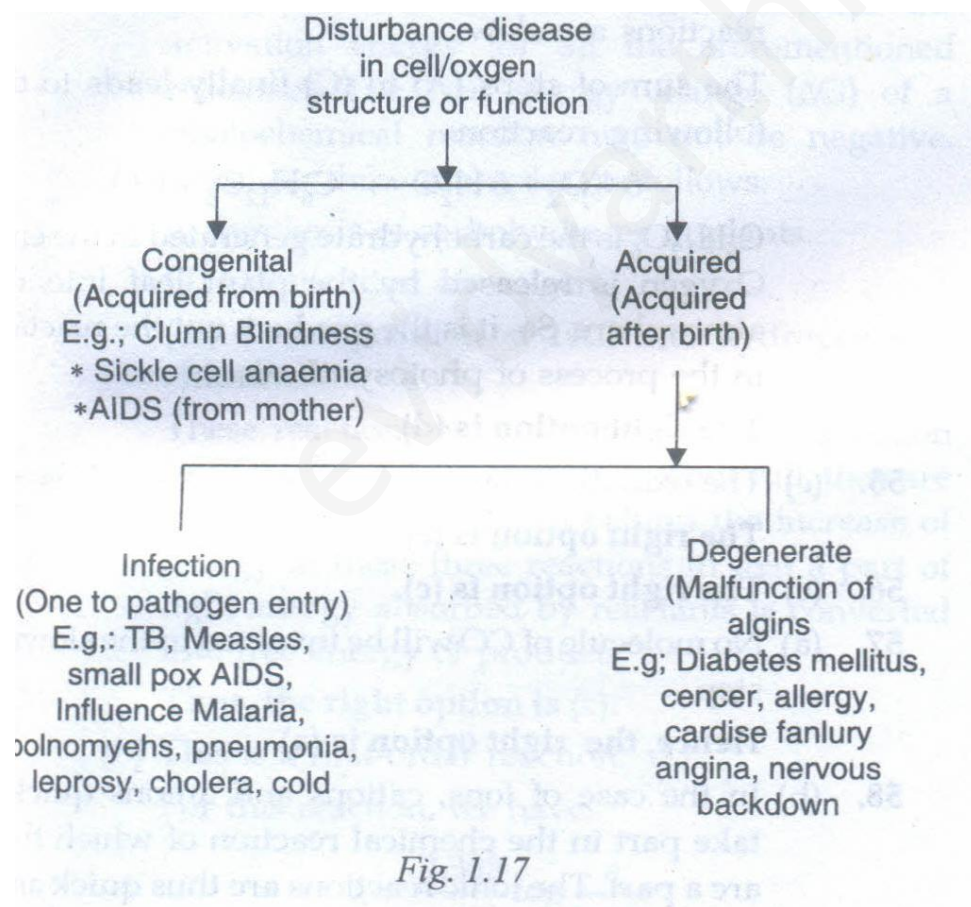 Disturbance disease
in cell/oxgen
structure or function
Congenital
(Acquired from birth)
E.g.; Cluma Blindness
* Sickle cell anaemia
*AIDS (from mother)
Acquired
(Acquired
after birth)
Infection
(One to pathogen entry)
E.g.: TB, Measles,
small pox AIDS,
Influence Malaria,
polnomyehs, pneumonia,
leprosy, cholera, cold
Degenerate
(Malfunction of
algins
E.g; Diabetes mellitus,
cencer, allergy,
cardise fanlury
angina, nervous
backdown
Fig. 1.17